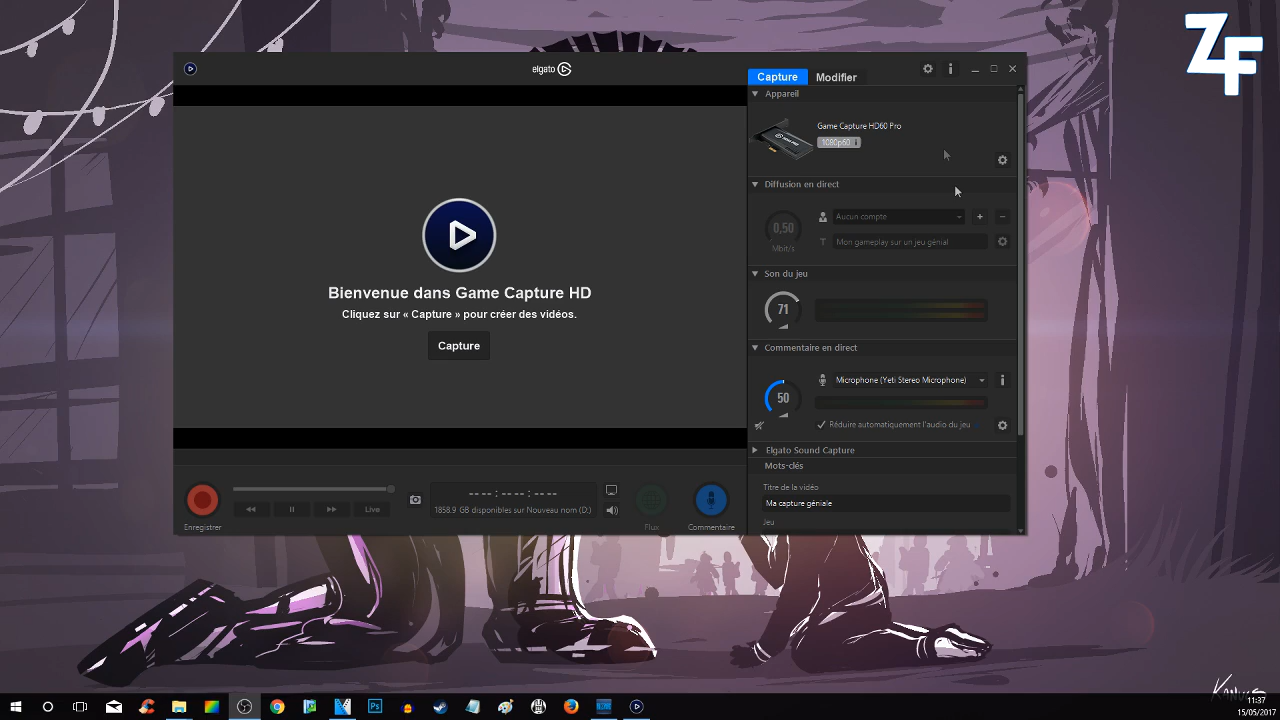 ZF
elgato
Capture
Modifier
Appareil
Game Capture HD60 Pro
1080p60
Diffusion en direct
0,50
Mbit/s
Aucun compte
Mon gameplay sur un jeu génial
Son du jeu
71
Bienvenue dans Game Capture HD
Cliquez sur « Capture » pour créer des vidéos.
Capture
Commentaire en direct
50
Microphone (Yeti Stereo Microphone)
Réduire automatiquement l'audio du jeu
Elgato Sound Capture
Mots-clés
Titre de la vidéo
Ma capture géniale
Jeu
Enregistrer
Live
-- -- : -- -- : -- --
1858.9 GB disponibles sur Nouveau nom (D:)
Flux
Commentaire
11:37
15/05/2017